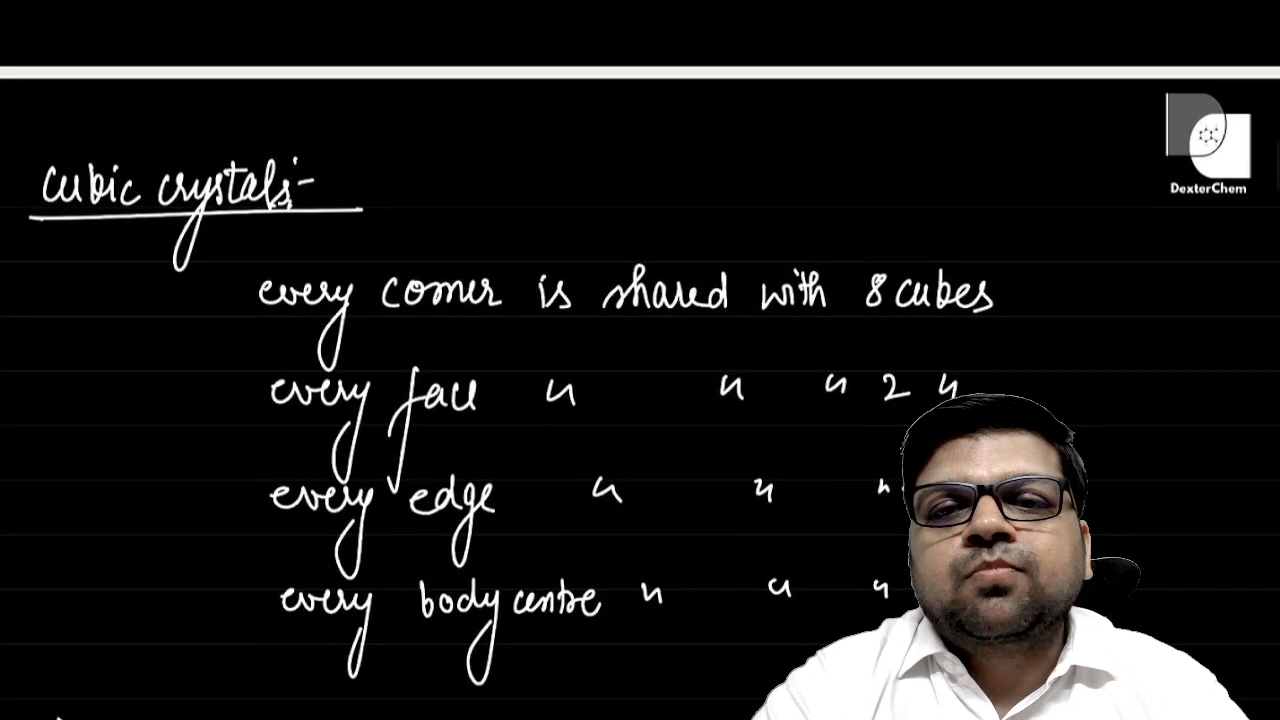 DexterChem
cubic crystals:-
every corner is shared with 8 cubes
every face " " " 2 "
every edge " " "
every body centre " " "